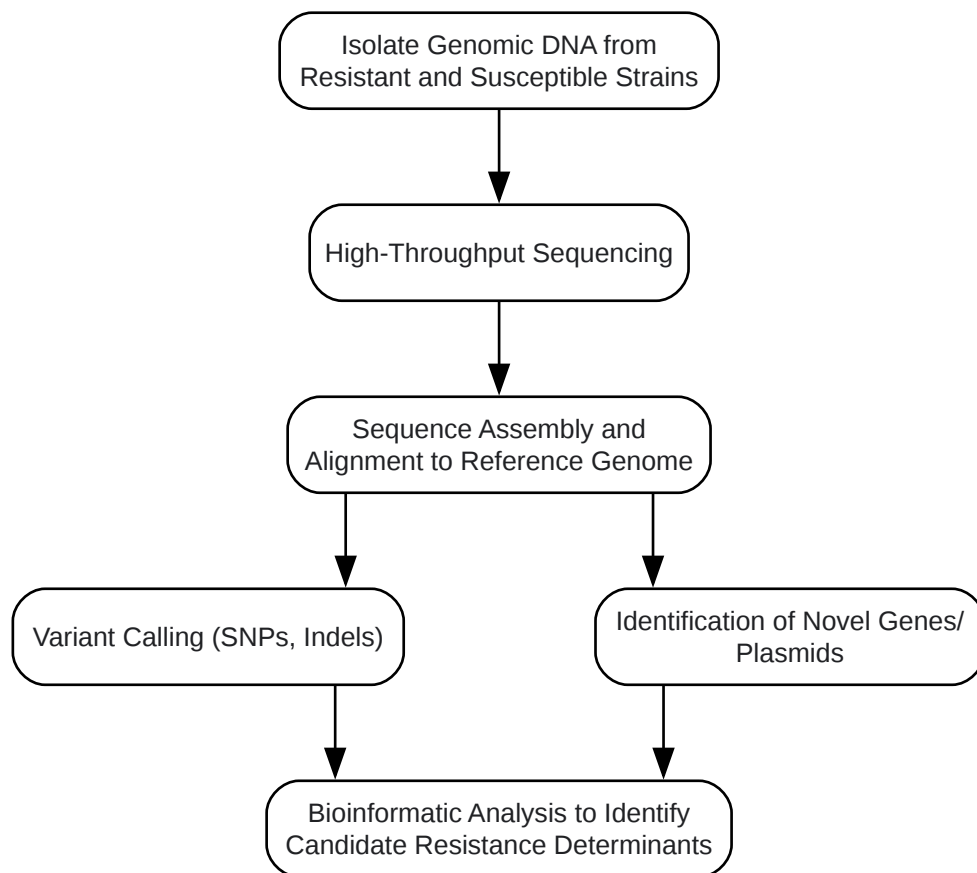 Isolate Genomic DNA from
Resistant and Susceptible Strains
High-Throughput Sequencing
Sequence Assembly and
Alignment to Reference Genome
Variant Calling (SNPs, Indels)
Identification of Novel Genes/
Plasmids
Bioinformatic Analysis to Identify
Candidate Resistance Determinants